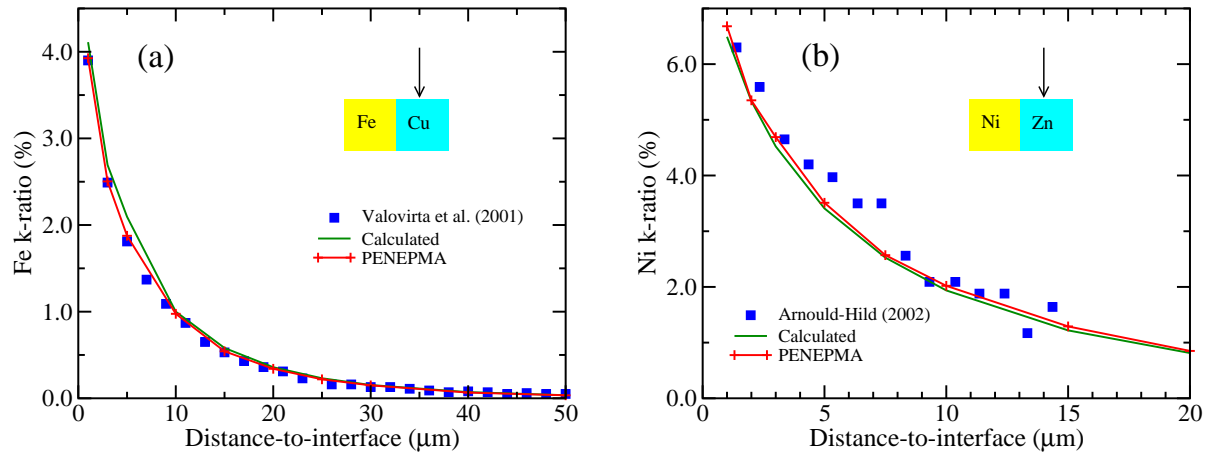 (a)
Fe k-ratio (%)
4.0
3.0
2.0
1.0
0.0
Fe Cu
Valovirta et al. (2001)
Calculated
PENEPMA
0 10 20 30 40 50
Distance-to-interface (μm)
(b)
Ni k-ratio (%)
6.0
4.0
2.0
0.0
Ni Zn
Arnould-Hild (2002)
Calculated
PENEPMA
0 5 10 15 20
Distance-to-interface (μm)